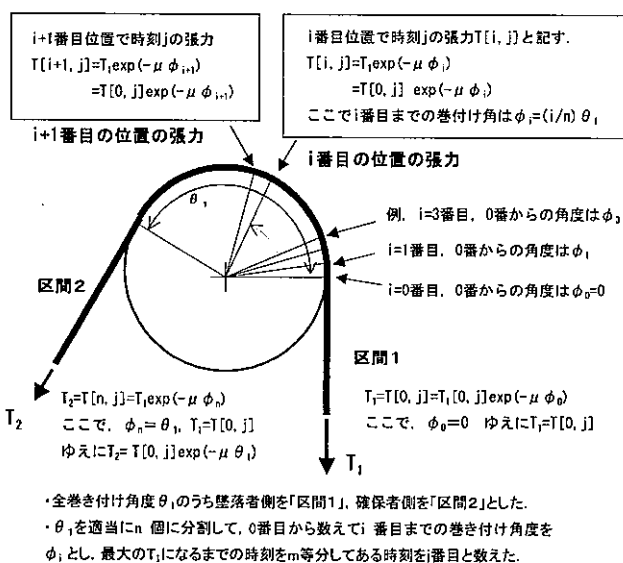 i+1番目位置で時刻jの張力
T[i+1, j]=T₁exp(-μ φᵢ₊₁)
=T[0, j] exp(-μ φᵢ₊₁)
i番目位置で時刻jの張力T[i, j]と記す.
T[i, j]=T₁exp(-μ φᵢ)
=T[0, j] exp(-μ φᵢ)
ここでi番目までの巻付け角はφᵢ=(i/n) θ₁
i+1番目の位置の張力
i番目の位置の張力
θ₁
例, i=3番目, 0番からの角度はφ₃
i=1番目, 0番からの角度はφ₁
i=0番目, 0番からの角度はφ₀=0
区間2
区間1
T₂
T₂=T[n, j]=T₁exp(-μ φₙ)
ここで, φₙ=θ₁, T₁=T[0, j]
ゆえにT₂= T[0, j]exp(-μ θ₁)
T₁
T₁=T[0, j]=T₁[0, j]exp(-μ φ₀)
ここで, φ₀=0 ゆえにT₁=T[0, j]
・全巻き付け角度θ₁のうち墜落者側を「区間1」, 確保者側を「区間2」とした.
・θ₁を適当にn 個に分割して, 0番目から数えてi 番目までの巻き付け角度を
φᵢとし, 最大のT₁になるまでの時刻をm等分してある時刻をj番目と数えた.